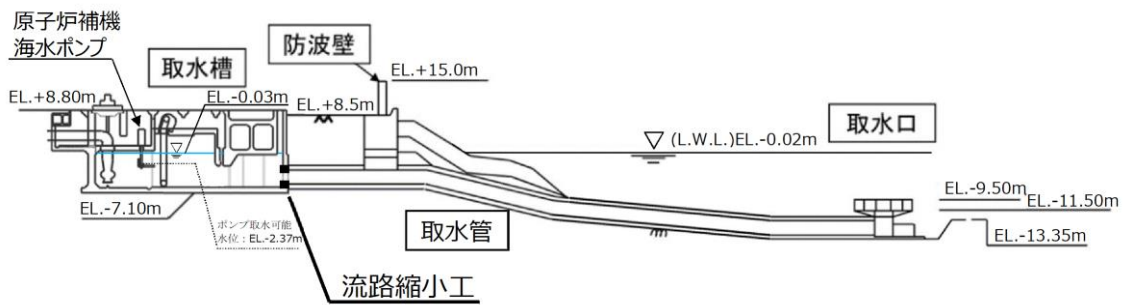 原子炉補機
海水ポンプ
取水槽
防波壁
EL.+15.0m
EL.+8.80m
EL.-0.03m
EL.+8.5m
(L.W.L.)EL.-0.02m
取水口
EL.-9.50m
EL.-11.50m
EL.-7.10m
ポンプ取水可能
水位:EL.-2.37m
取水管
EL.-13.35m
流路縮小工